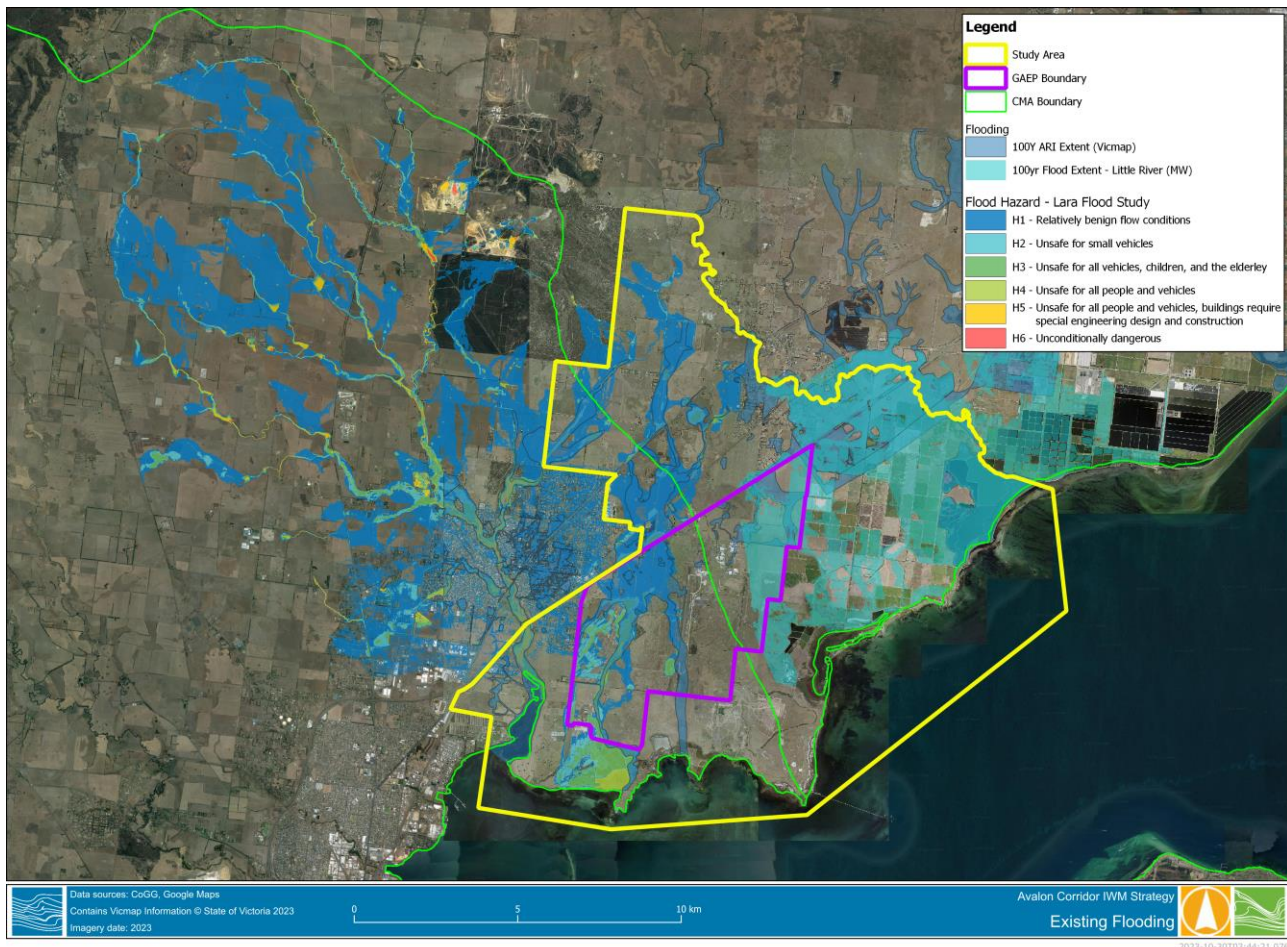 Legend
Study Area
GAEP Boundary
CMA Boundary
Flooding
100Y ARI Extent (Vicmap)
100yr Flood Extent - Little River (MW)
Flood Hazard - Lara Flood Study
H1 - Relatively benign flow conditions
H2 - Unsafe for small vehicles
H3 - Unsafe for all vehicles, children, and the elderley
H4 - Unsafe for all people and vehicles
H5 - Unsafe for all people and vehicles, buildings require
special engineering design and construction
H6 - Unconditionally dangerous
Data sources: CoGG, Google Maps
Contains Vicmap Information © State of Victoria 2023
Imagery date: 2023
0 5 10 km
Avalon Corridor IWM Strategy
Existing Flooding